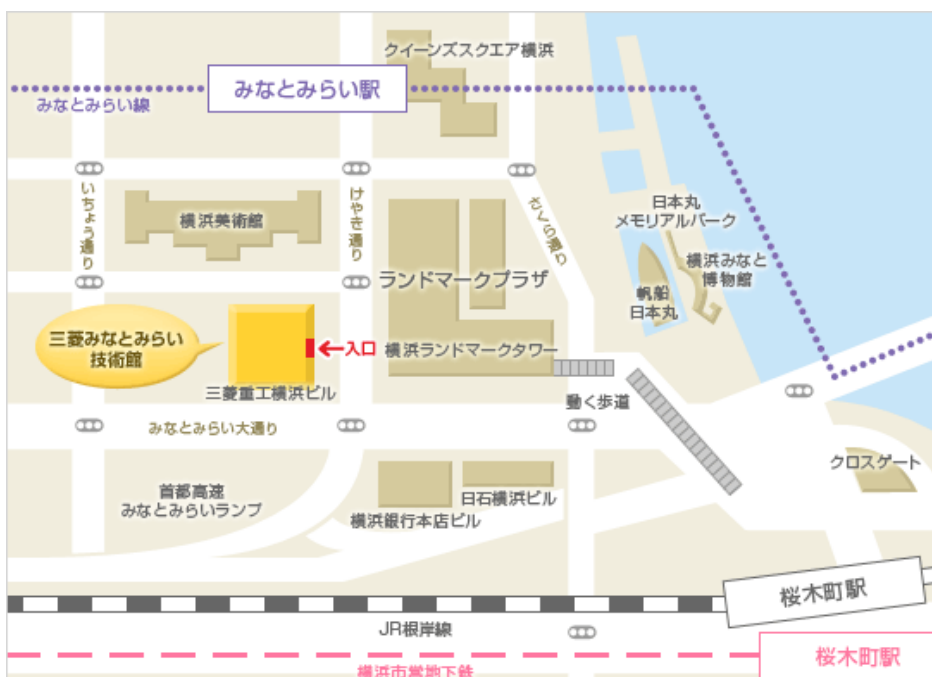 クイーンズスクエア横浜
みなとみらい駅
みなとみらい線
いちょう通り
横浜美術館
けやき通り
さくら通り
日本丸
メモリアルパーク
横浜みなと
博物館
帆船
日本丸
ランドマークプラザ
三菱みなとみらい
技術館
入口
横浜ランドマークタワー
三菱重工横浜ビル
動く歩道
みなとみらい大通り
クロスゲート
首都高速
みなとみらいランプ
日石横浜ビル
横浜銀行本店ビル
桜木町駅
JR根岸線
桜木町駅
横浜市営地下鉄